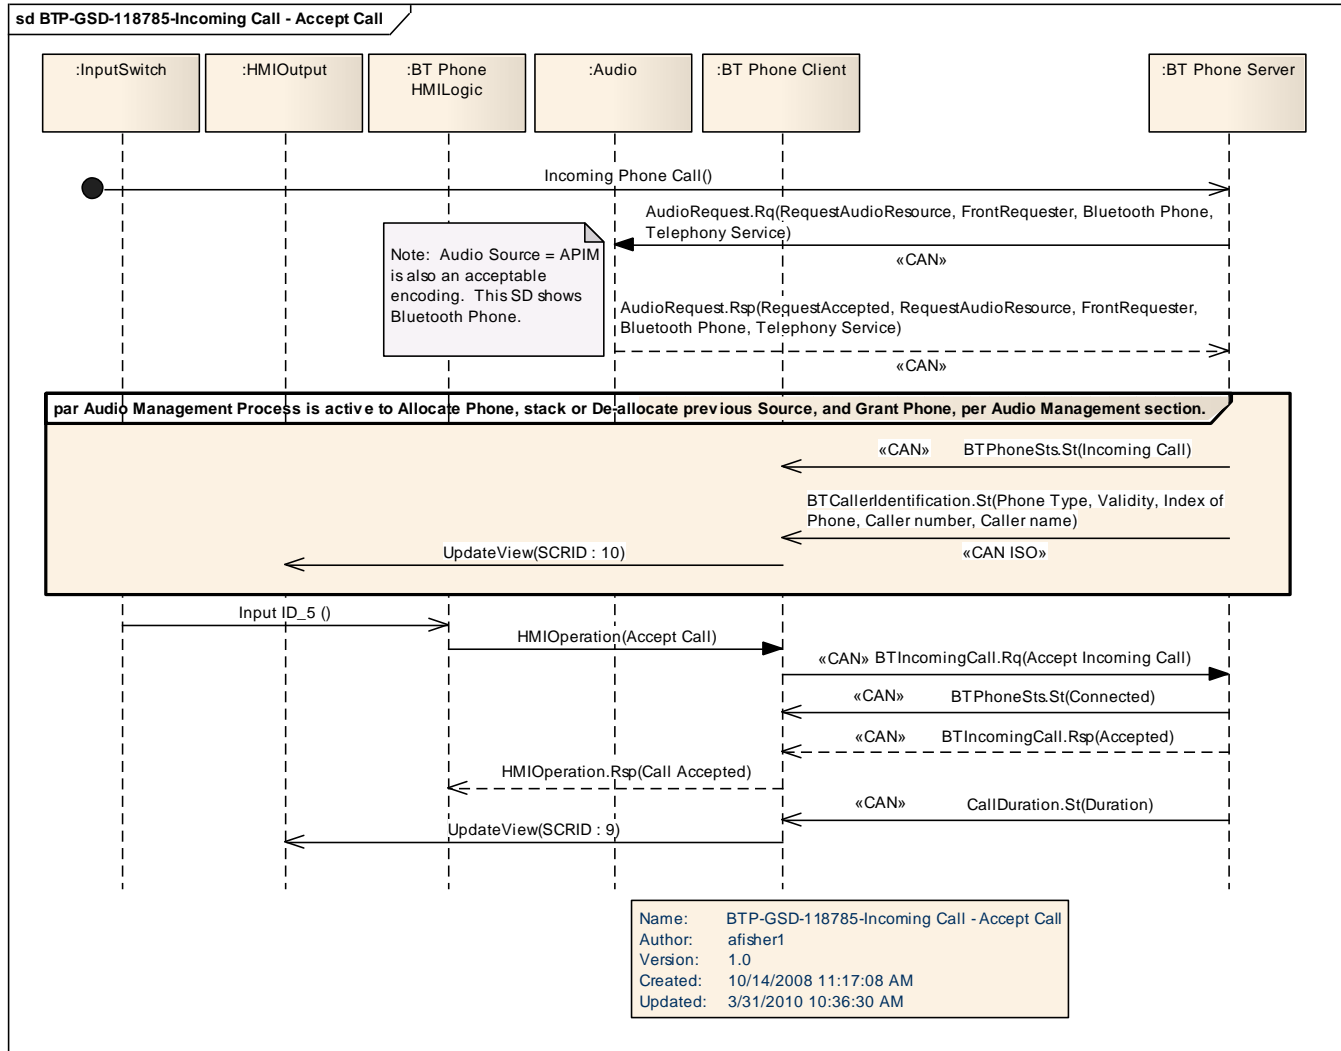 sd BTP-GSD-118785-Incoming Call - Accept Call
:InputSwitch
:HMIOutput
:BT Phone
HMILogic
:Audio
:BT Phone Client
:BT Phone Server
Incoming Phone Call()
AudioRequest.Rq(RequestAudioResource, FrontRequester, Bluetooth Phone,
Telephony Service)
«CAN»
Note: Audio Source = APIM
is also an acceptable
encoding. This SD shows
Bluetooth Phone.
AudioRequest.Rsp(RequestAccepted, RequestAudioResource, FrontRequester,
Bluetooth Phone, Telephony Service)
«CAN»
par Audio Management Process is active to Allocate Phone, stack or De-allocate previous Source, and Grant Phone, per Audio Management section.
«CAN» BTPhoneSts.St(Incoming Call)
BTCallerIdentification.St(Phone Type, Validity, Index of
Phone, Caller number, Caller name)
«CAN ISO»
UpdateView(SCRID : 10)
Input ID_5 ()
HMIOperation(Accept Call)
«CAN» BTIncomingCall.Rq(Accept Incoming Call)
«CAN» BTPhoneSts.St(Connected)
«CAN» BTIncomingCall.Rsp(Accepted)
HMIOperation.Rsp(Call Accepted)
«CAN» CallDuration.St(Duration)
UpdateView(SCRID : 9)
Name: BTP-GSD-118785-Incoming Call - Accept Call
Author: afisher1
Version: 1.0
Created: 10/14/2008 11:17:08 AM
Updated: 3/31/2010 10:36:30 AM